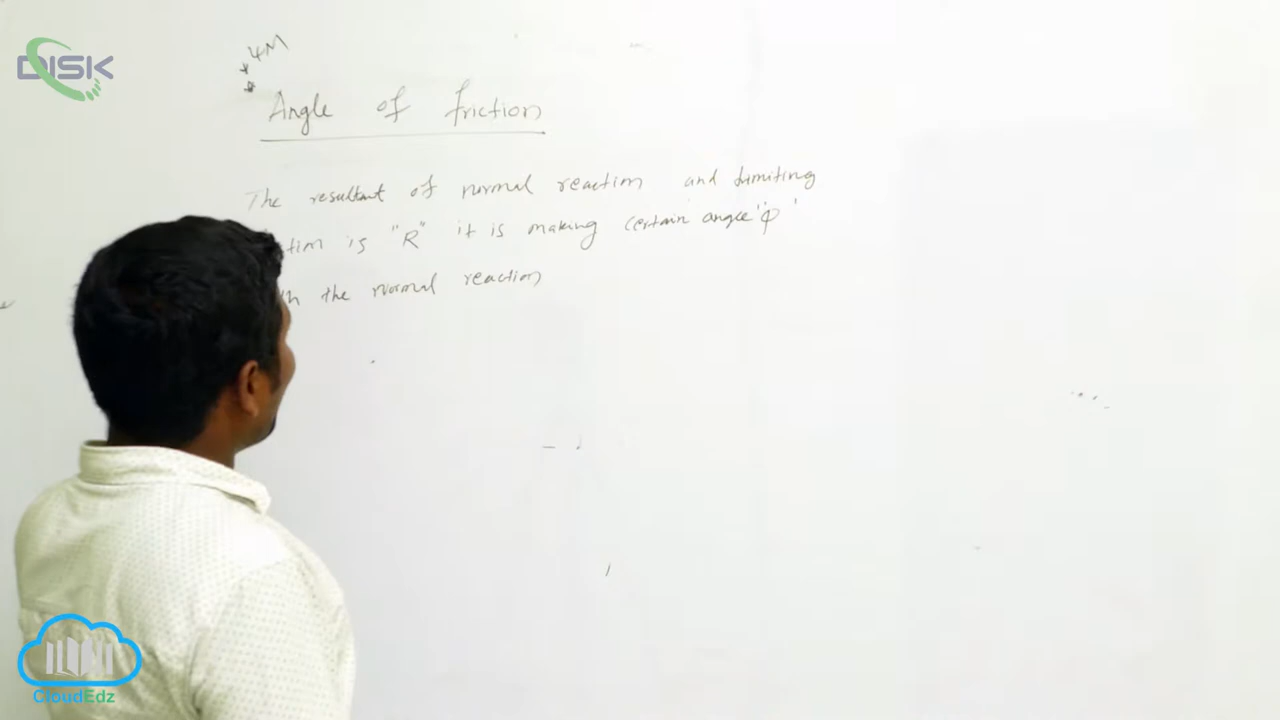 DISK
4M
Angle of friction
The resultant of normal reaction and limiting
is "R" it is making certain angle "φ"
the normal reaction
CloudEdz